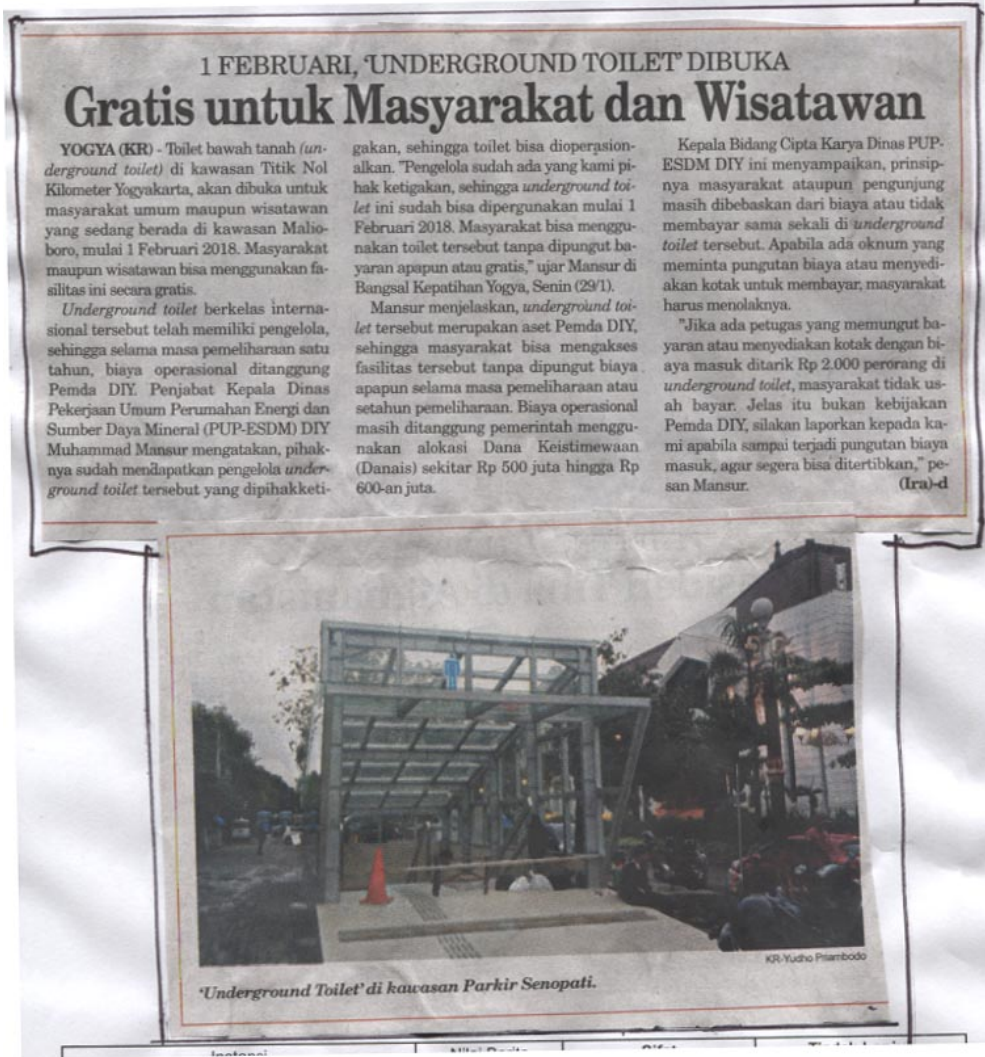 1 FEBRUARI, 'UNDERGROUND TOILET' DIBUKA
Gratis untuk Masyarakat dan Wisatawan
YOGYA (KR) - Toilet bawah tanah (un-
derground toilet) di kawasan Titik Nol
Kilometer Yogyakarta, akan dibuka untuk
masyarakat umum maupun wisatawan
yang sedang berada di kawasan Malio-
boro, mulai 1 Februari 2018. Masyarakat
maupun wisatawan bisa menggunakan fa-
silitas ini secara gratis.
Underground toilet berkelas interna-
sional tersebut telah memiliki pengelola,
sehingga selama masa pemeliharaan satu
tahun, biaya operasional ditanggung
Pemda DIY. Penjabat Kepala Dinas
Pekerjaan Umum Perumahan Energi dan
Sumber Daya Mineral (PUP-ESDM) DIY
Muhammad Mansur mengatakan, pihak-
nya sudah mendapatkan pengelola under-
ground toilet tersebut yang dipihakketi-
gakan, sehingga toilet bisa dioperasion-
alkan. "Pengelola sudah ada yang kami pi-
hak ketigakan, sehingga underground toi-
let ini sudah bisa dipergunakan mulai 1
Februari 2018. Masyarakat bisa menggu-
nakan toilet tersebut tanpa dipungut ba-
yaran apapun atau gratis," ujar Mansur di
Bangsal Kepatihan Yogya, Senin (29/1).
Mansur menjelaskan, underground toi-
let tersebut merupakan aset Pemda DIY,
sehingga masyarakat bisa mengakses
fasilitas tersebut tanpa dipungut biaya
apapun selama masa pemeliharaan atau
setahun pemeliharaan. Biaya operasional
masih ditanggung pemerintah menggu-
nakan alokasi Dana Keistimewaan
(Danais) sekitar Rp 500 juta hingga Rp
600-an juta.
Kepala Bidang Cipta Karya Dinas PUP-
ESDM DIY ini menyampaikan, prinsip-
nya masyarakat ataupun pengunjung
masih dibebaskan dari biaya atau tidak
membayar sama sekali di underground
toilet tersebut. Apabila ada oknum yang
meminta pungutan biaya atau menyedi-
akan kotak untuk membayar, masyarakat
harus menolaknya.
"Jika ada petugas yang memungut ba-
yaran atau menyediakan kotak dengan bi-
aya masuk ditarik Rp 2.000 perorang di
underground toilet, masyarakat tidak us-
ah bayar. Jelas itu bukan kebijakan
Pemda DIY, silakan laporkan kepada ka-
mi apabila sampai terjadi pungutan biaya
masuk, agar segera bisa ditertibkan," pe-
san Mansur. (Ira)-d
KR-Yudho Priambodo
'Underground Toilet' di kawasan Parkir Senopati.